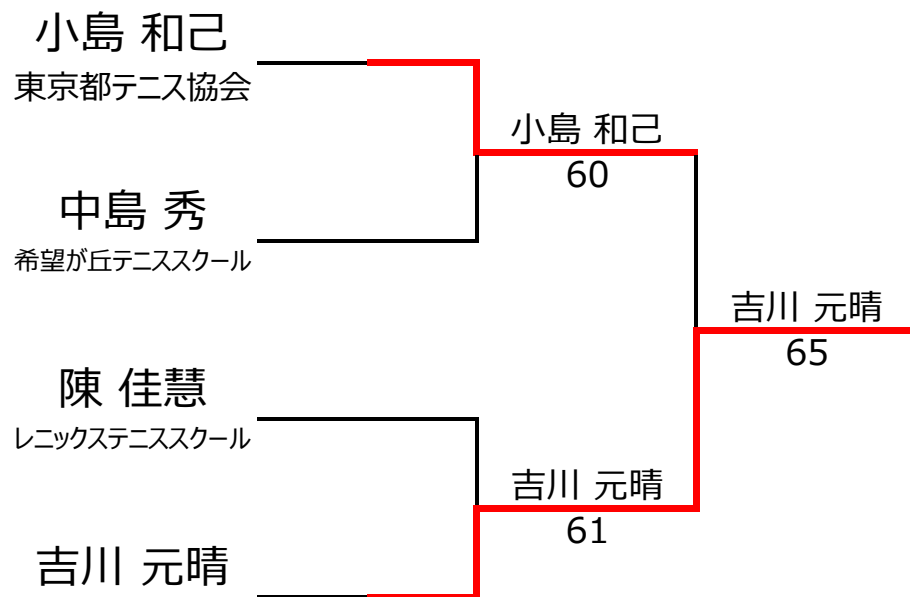 小島 和己
東京都テニス協会
小島 和己
60
中島 秀
希望が丘テニススクール
吉川 元晴
65
陳 佳慧
レニックステニススクール
吉川 元晴
61
吉川 元晴